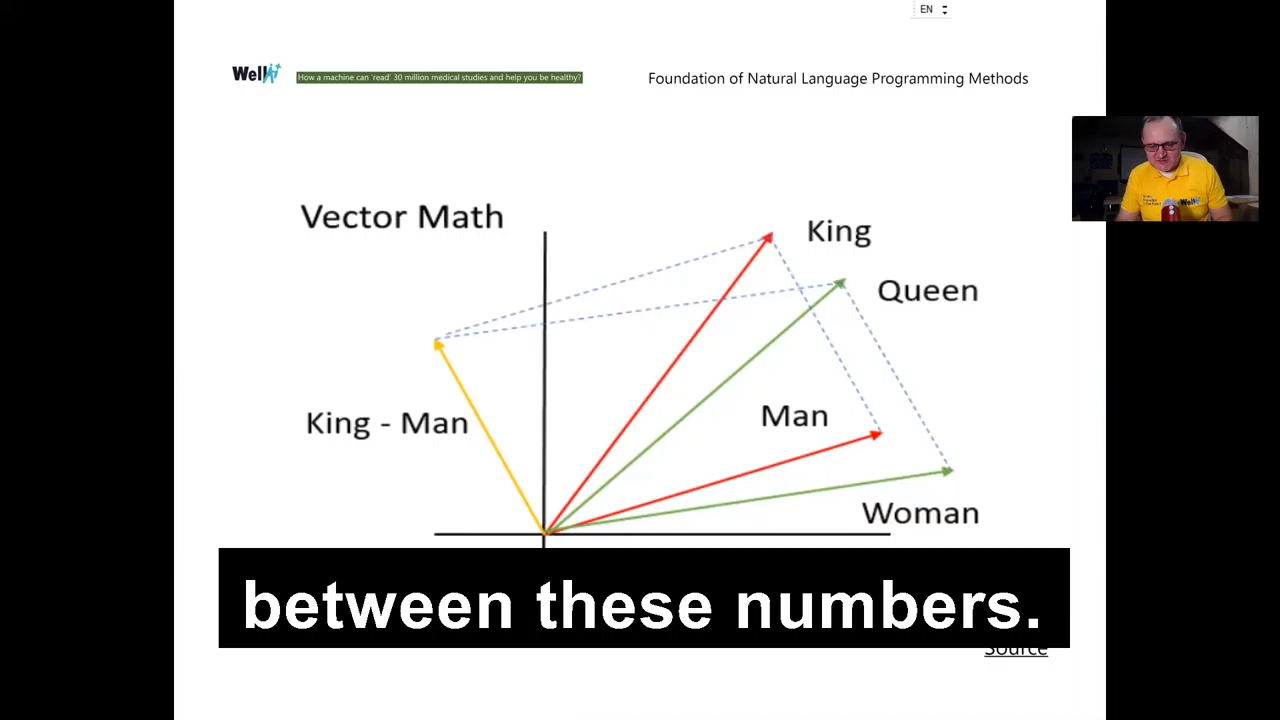 EN
Well
How a machine can 'read' 30 million medical studies and help you be healthy?
Foundation of Natural Language Programming Methods
Vector Math
King
Queen
King - Man
Man
Woman
between these numbers.
Source